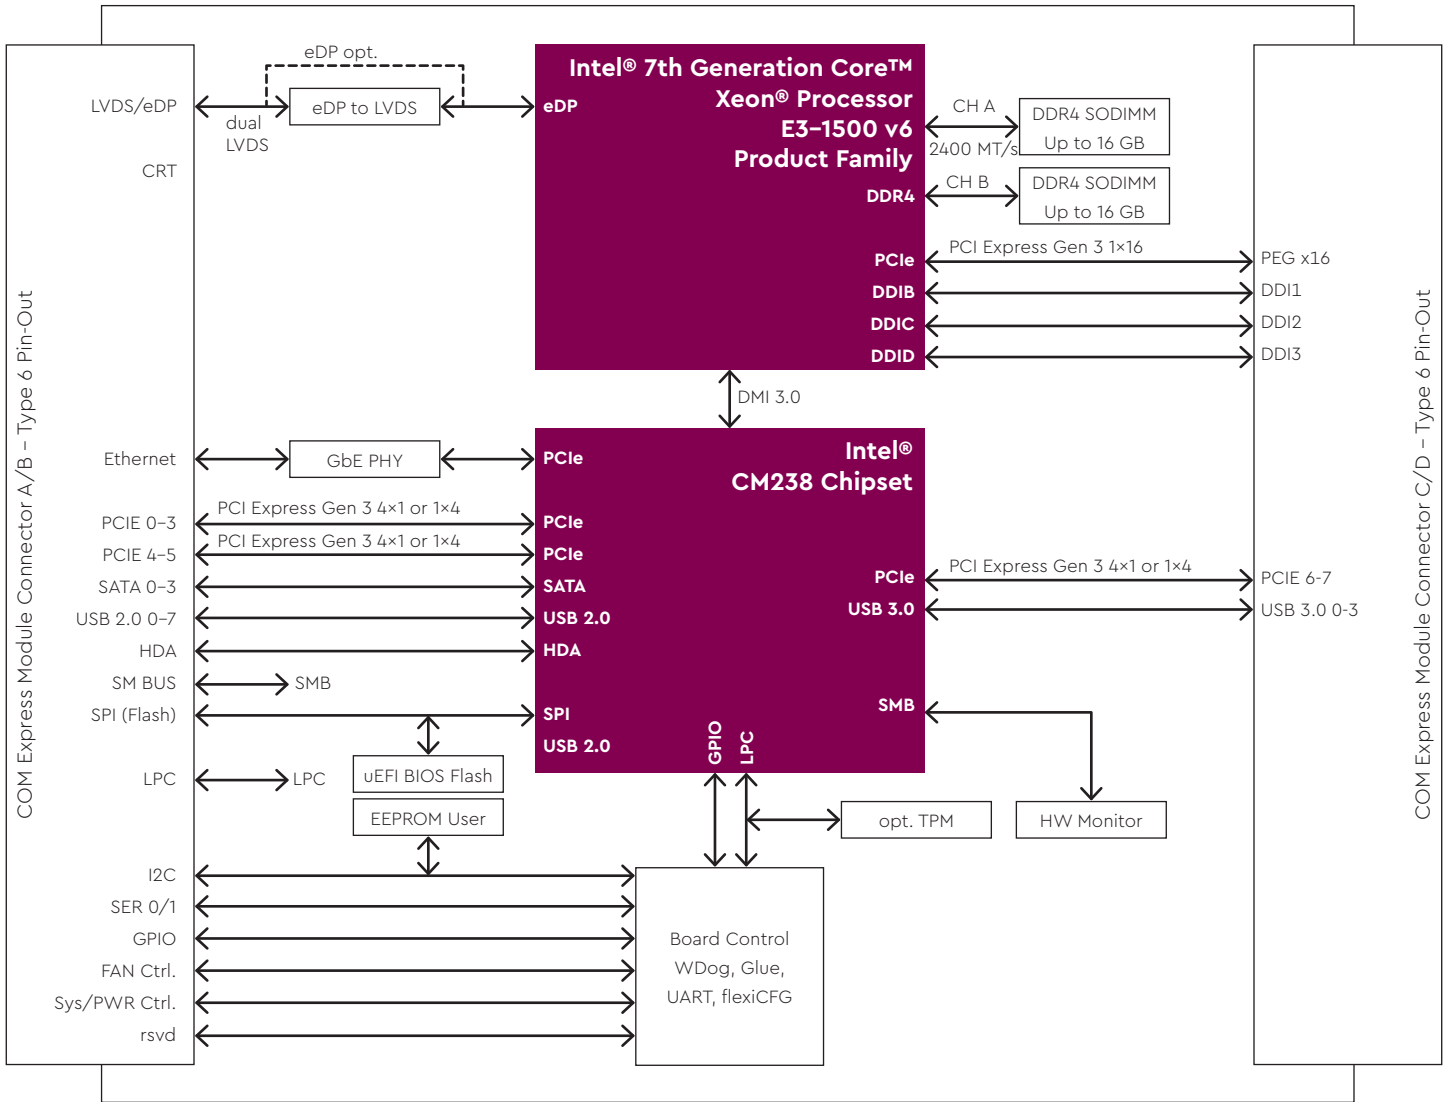 COM Express Module Connector A/B – Type 6 Pin-Out
LVDS/eDP
CRT
Ethernet
PCIE 0–3
PCIE 4–5
SATA 0–3
USB 2.0 0–7
HDA
SM BUS
SPI (Flash)
LPC
I2C
SER 0/1
GPIO
FAN Ctrl.
Sys/PWR Ctrl.
rsvd
eDP opt.
dual
LVDS
eDP to LVDS
Intel® 7th Generation Core™
Xeon® Processor
E3–1500 v6
Product Family
eDP
DDR4
PCIe
DDIB
DDIC
DDID
CH A
2400 MT/s
DDR4 SODIMM
Up to 16 GB
CH B
DDR4 SODIMM
Up to 16 GB
PCI Express Gen 3 1×16
DMI 3.0
GbE PHY
PCI Express Gen 3 4×1 or 1×4
PCI Express Gen 3 4×1 or 1×4
Intel®
CM238 Chipset
PCIe
PCIe
PCIe
SATA
USB 2.0
HDA
SPI
USB 2.0
PCIe
USB 3.0
SMB
GPIO
LPC
PCI Express Gen 3 4×1 or 1×4
SMB
LPC
uEFI BIOS Flash
EEPROM User
opt. TPM
HW Monitor
Board Control
WDog, Glue,
UART, flexiCFG
PEG x16
DDI1
DDI2
DDI3
PCIE 6-7
USB 3.0 0-3
COM Express Module Connector C/D – Type 6 Pin-Out